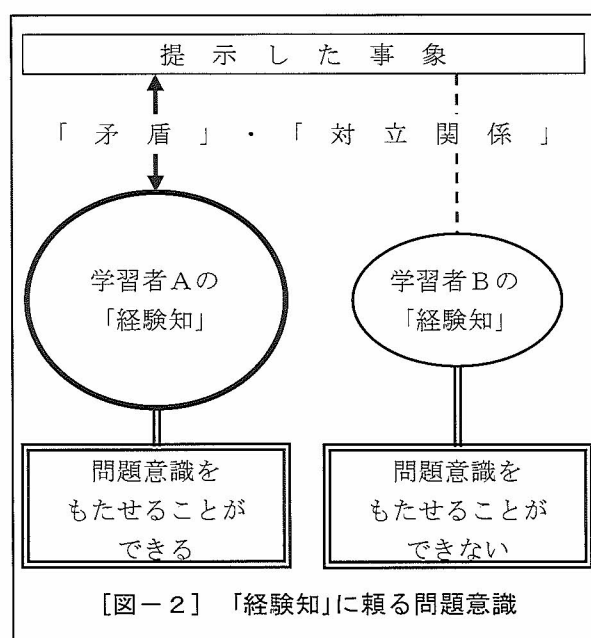 提示した事象
「矛盾」・「対立関係」
学習者Aの
「経験知」
学習者Bの
「経験知」
問題意識を
もたせることが
できる
問題意識を
もたせることが
できない
[図-2] 「経験知」に頼る問題意識